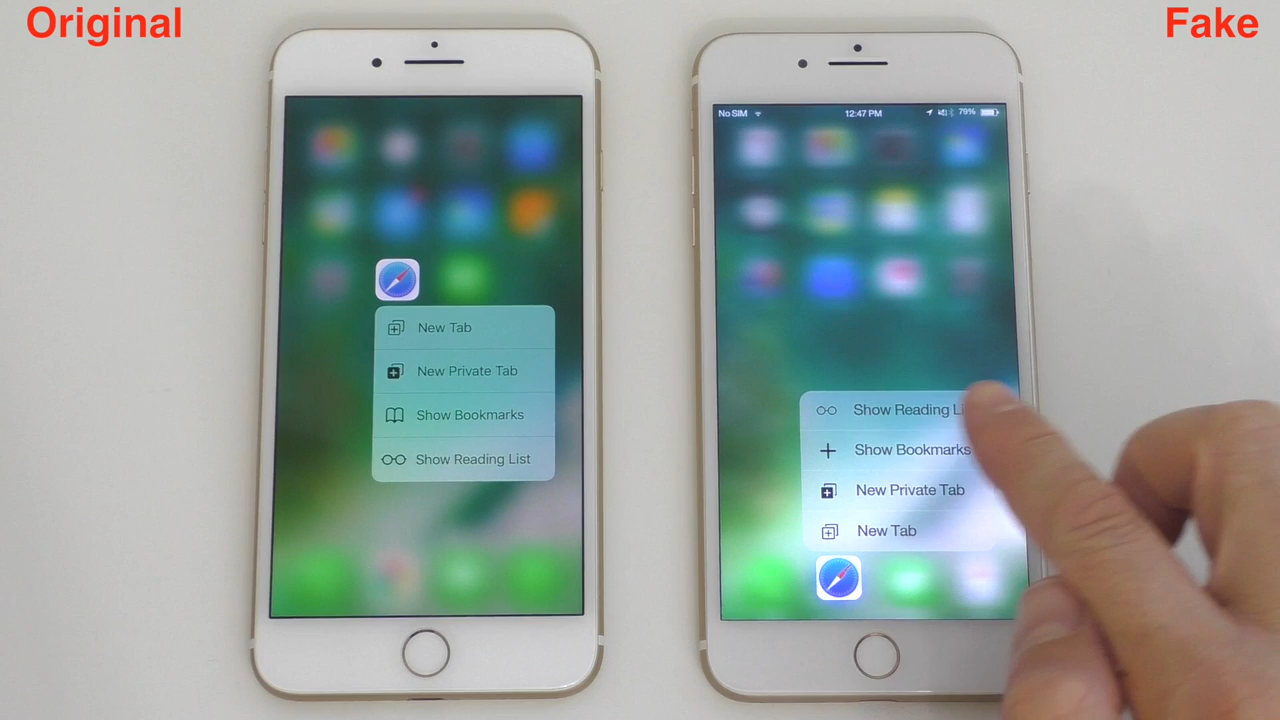 Original
Fake
No SIM 12:47 PM 79%
New Tab
New Private Tab
Show Bookmarks
Show Reading List
Show Reading Li
Show Bookmarks
New Private Tab
New Tab